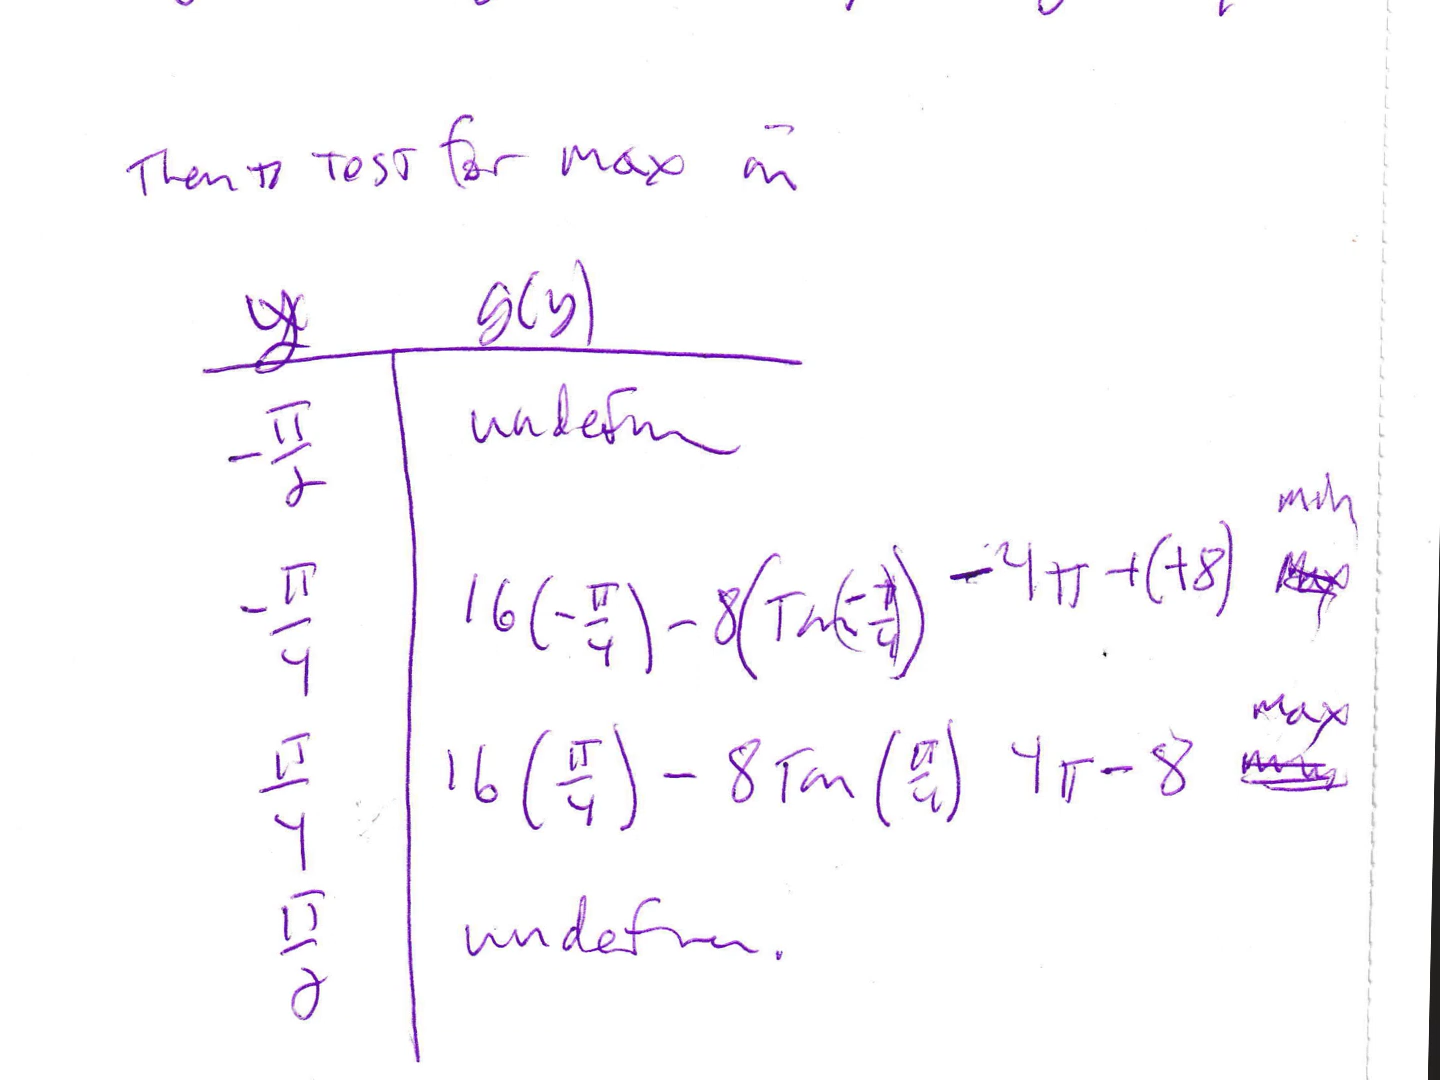 Then TEST for max on
y g(y)
-π/2 undefin
min
-π/4 16(-π/4) - 8(Tan(-π/4)) -4π+(+8)
max
π/4 16(π/4) - 8 Tan(π/4) 4π-8
π/2 undefin.